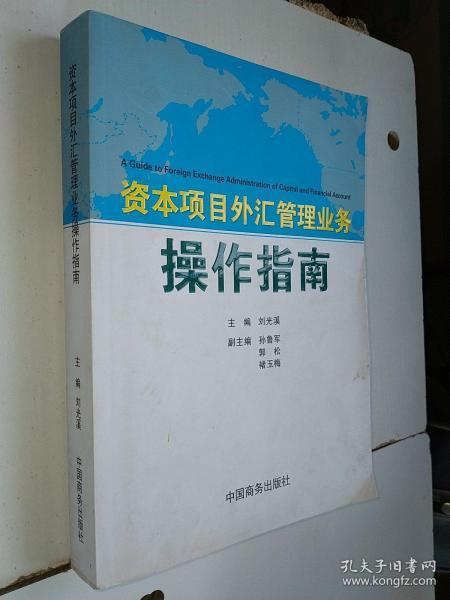 资本项目外汇管理业务操作指南
主编 刘光溪
中国商务出版社
A Guide to Foreign Exchange Administration of Capital and Financial Account
资本项目外汇管理业务
操作指南
主编 刘光溪
副主编 孙鲁军
郭松
褚玉梅
中国商务出版社
孔夫子旧书网
www.kongfz.com